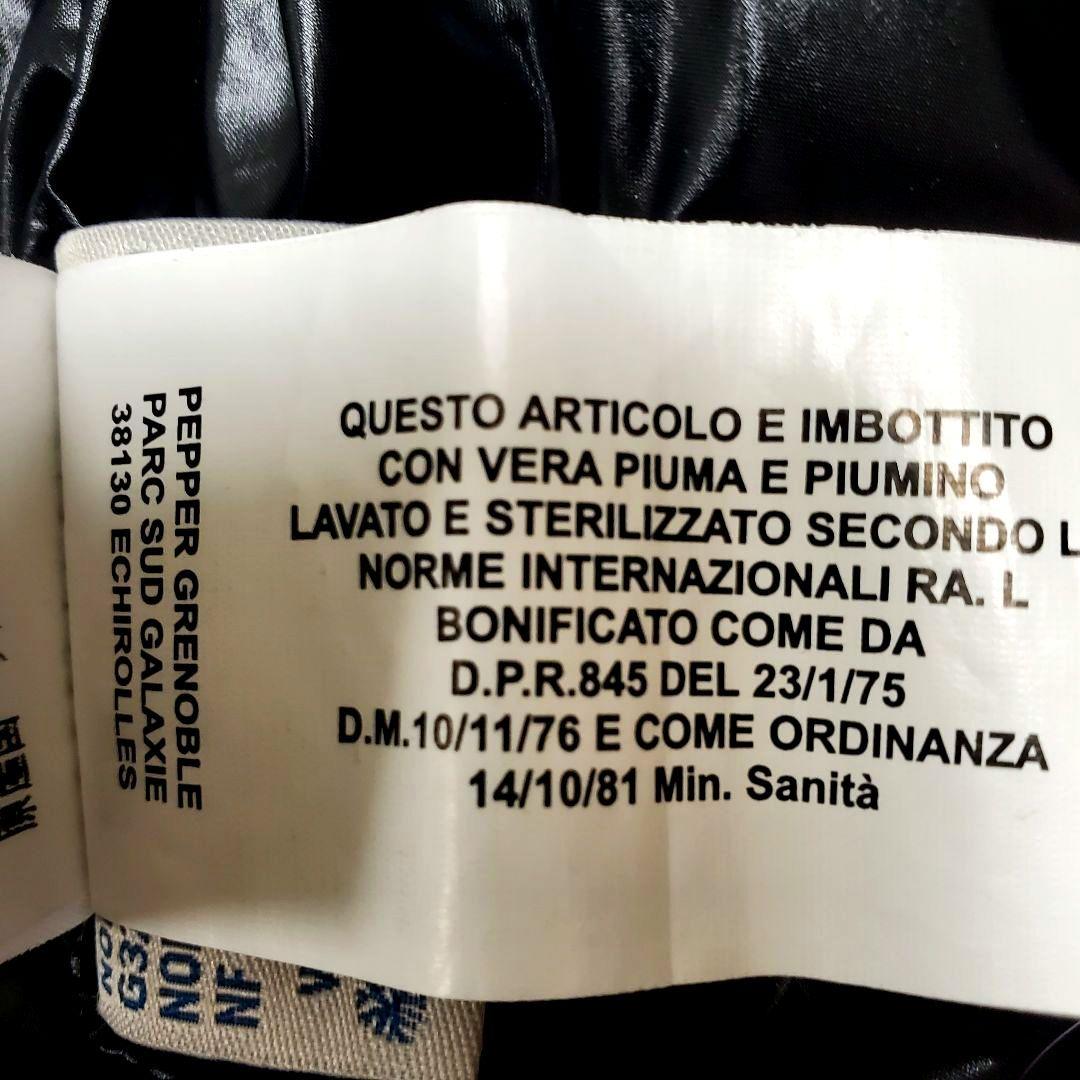 QUESTO ARTICOLO E IMBOTTITO
CON VERA PIUMA E PIUMINO
LAVATO E STERILIZZATO SECONDO L
NORME INTERNAZIONALI RA. L
BONIFICATO COME DA
D.P.R.845 DEL 23/1/75
D.M.10/11/76 E COME ORDINANZA
14/10/81 Min. Sanità
PEPPER GRENOBLE
PARC SUD GALAXIE
38130 ECHIROLLES
NF
G3